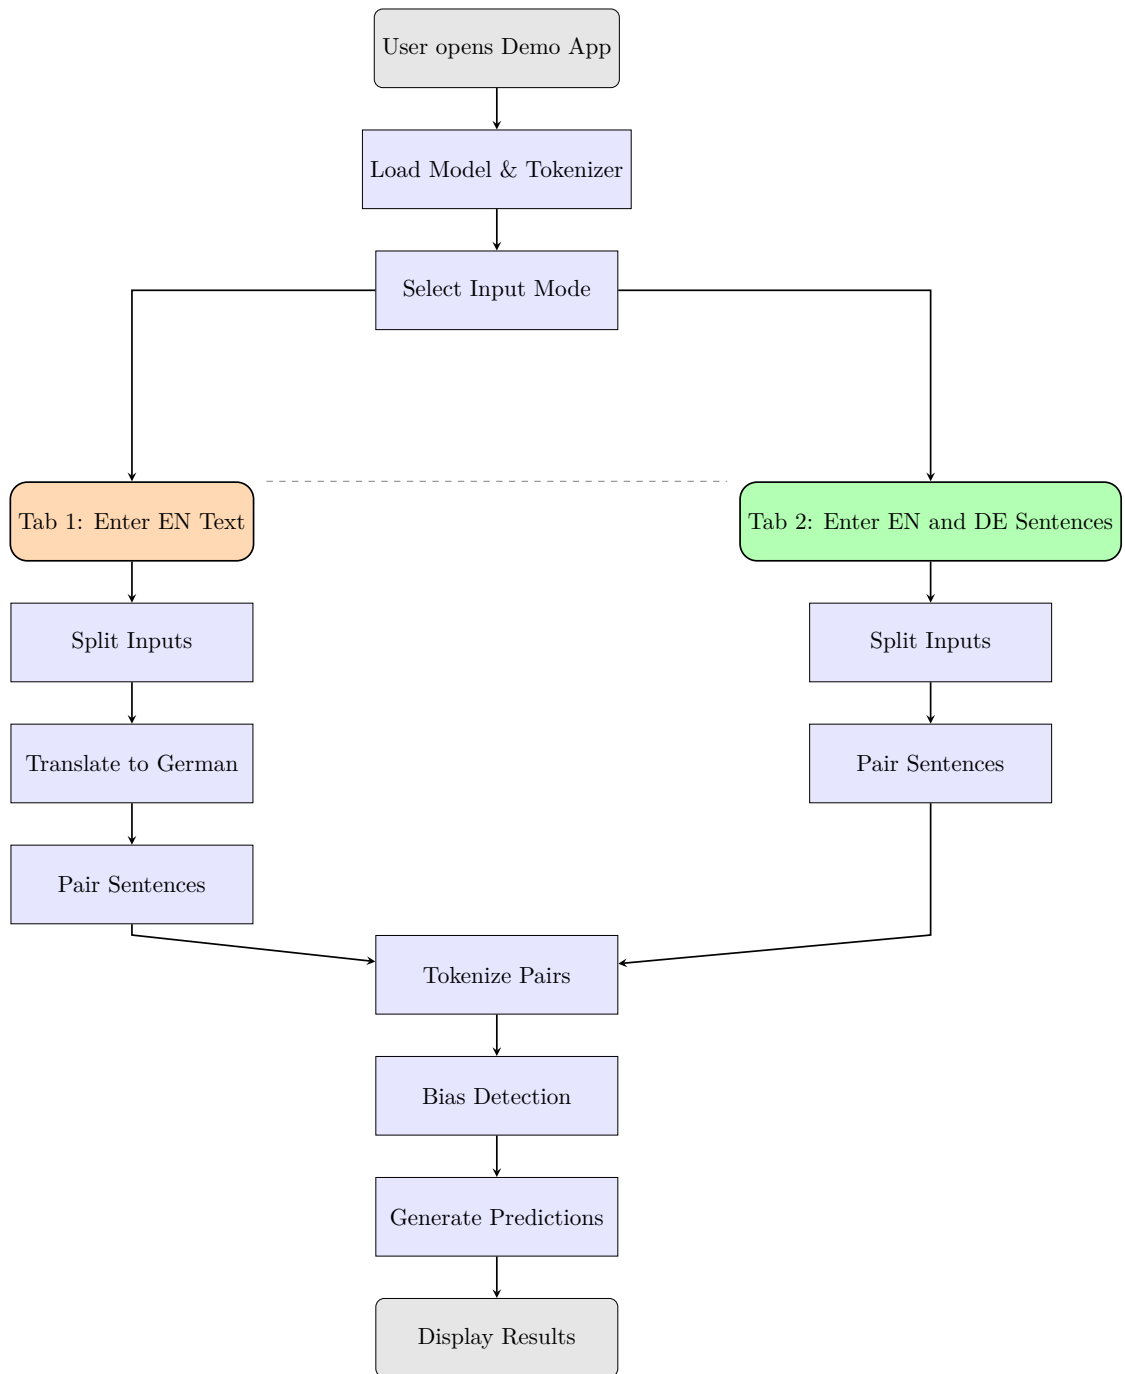 User opens Demo App
Load Model & Tokenizer
Select Input Mode
Tab 1: Enter EN Text
Tab 2: Enter EN and DE Sentences
Split Inputs
Split Inputs
Translate to German
Pair Sentences
Pair Sentences
Tokenize Pairs
Bias Detection
Generate Predictions
Display Results